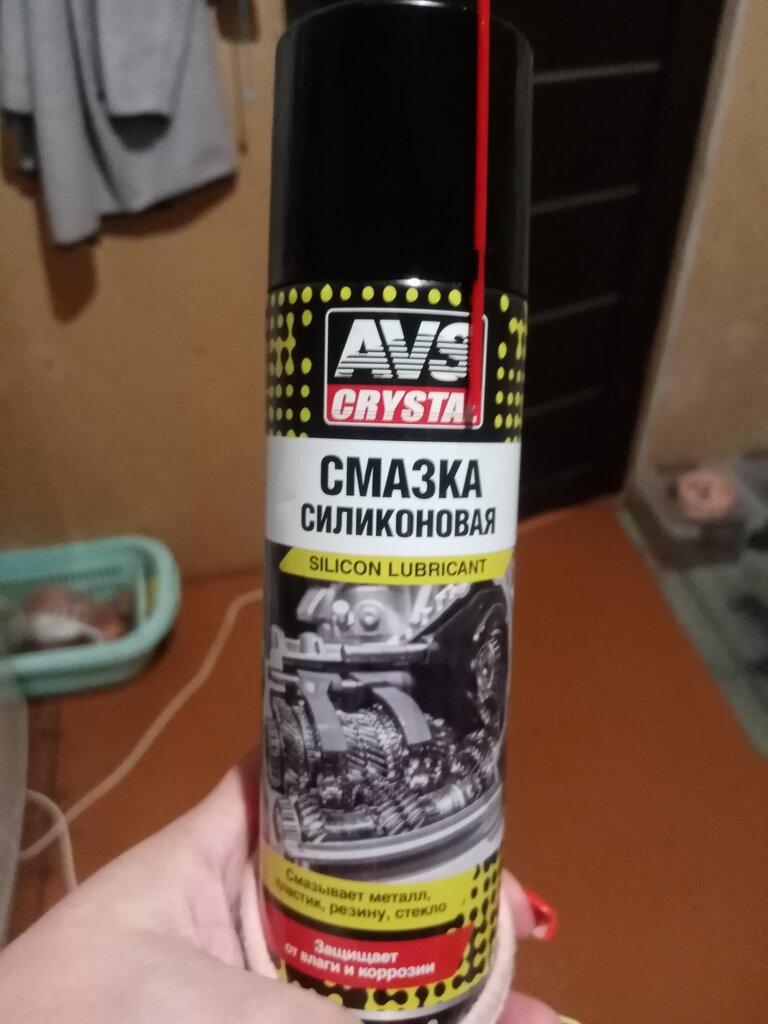 AVS
CRYSTAL
СМАЗКА
СИЛИКОНОВАЯ
SILICON LUBRICANT
Смазывает металл,
пластик, резину, стекло
Защищает
от влаги и коррозии